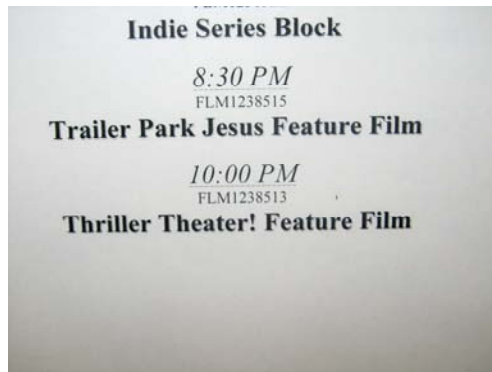 Indie Series Block
8:30 PM
FLM1238515
Trailer Park Jesus Feature Film
10:00 PM
FLM1238513
Thriller Theater! Feature Film